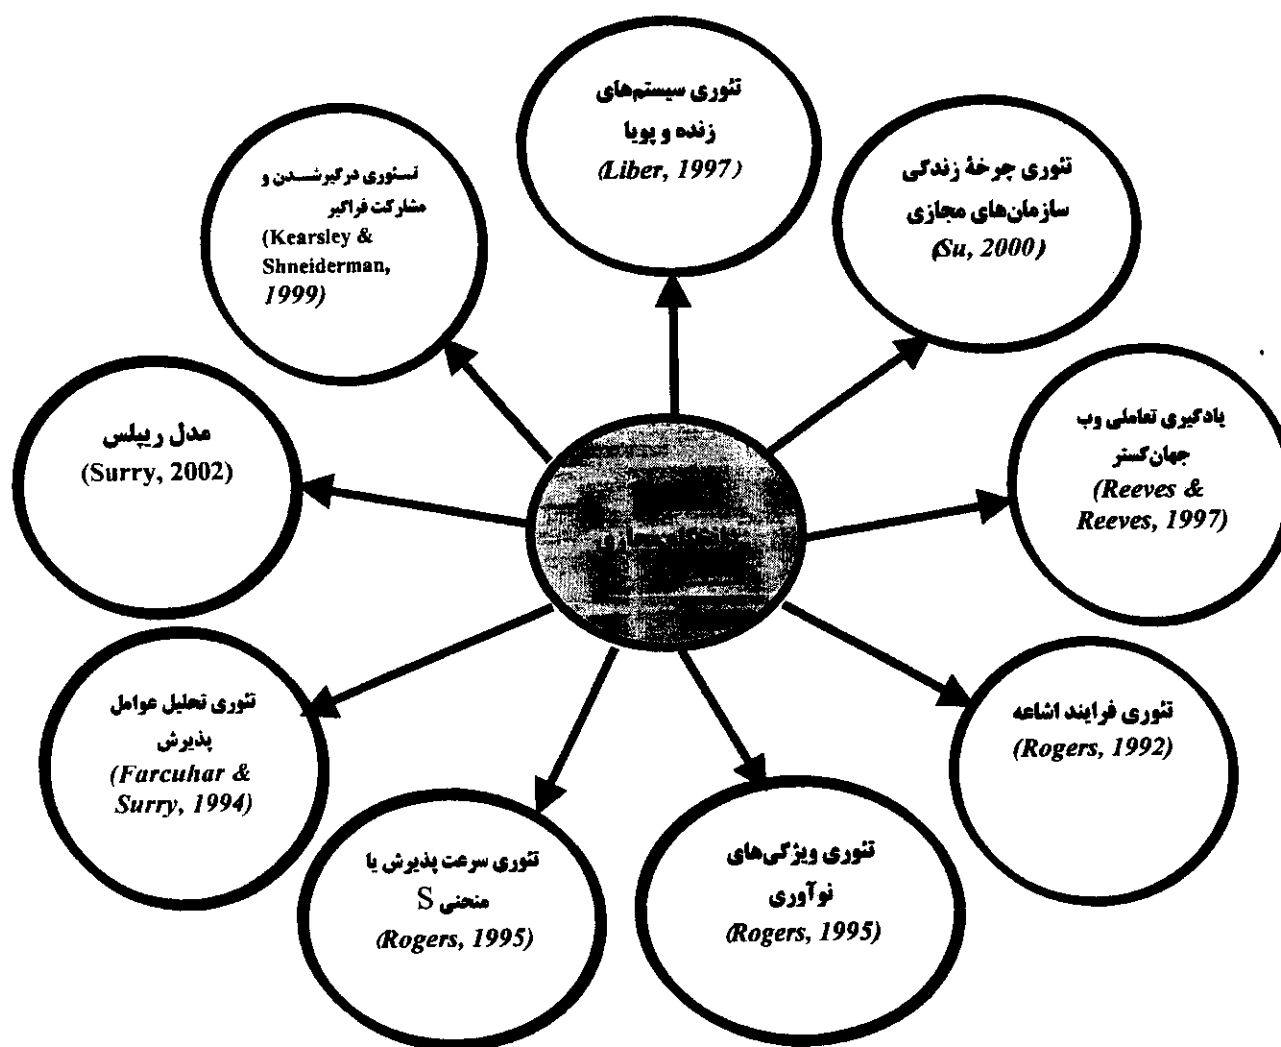 تئوری سیستم‌های
زنده و پویا
(Liber, 1997)
تئوری چرخهٔ زندگی
سازمان‌های مجازی
(Su, 2000)
تئوری درگیرشدن و
مشارکت فراگیر
(Kearsley &
Shneiderman,
1999)
یادگیری تعاملی وب
جهان‌گستر
(Reeves &
Reeves, 1997)
مدل ریپلس
(Surry, 2002)
تئوری فرایند اشاعه
(Rogers, 1992)
تئوری تحلیل عوامل
پذیرش
(Farcuhar &
Surry, 1994)
تئوری ویژگی‌های
نوآوری
(Rogers, 1995)
تئوری سرعت پذیرش یا
منحنی S
(Rogers, 1995)